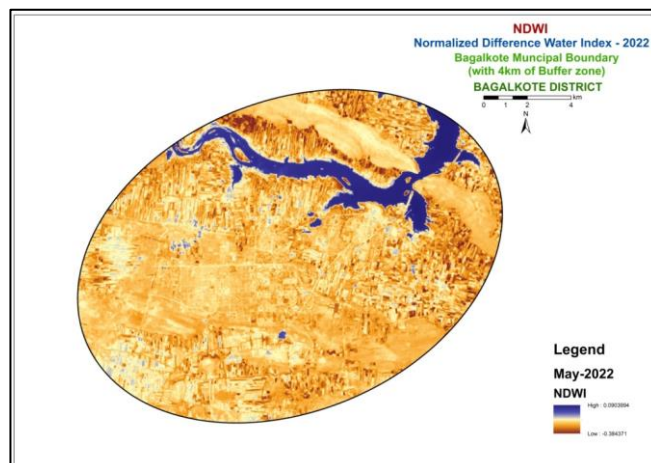 NDWI
Normalized Difference Water Index - 2022
Bagalkote Muncipal Boundary
(with 4km of Buffer zone)
BAGALKOTE DISTRICT
0 1 2 4
km
N
Legend
May-2022
NDWI
High : 0.0903994
Low : -0.384371